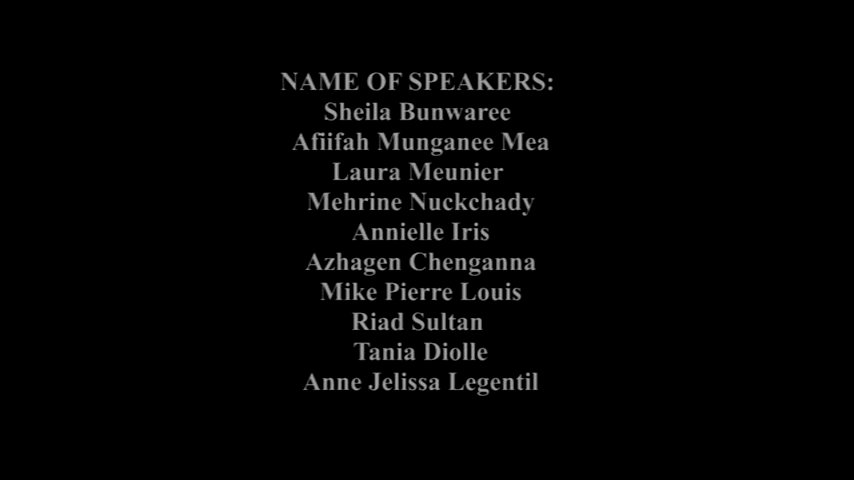 NAME OF SPEAKERS:
Sheila Bunwaree
Afiifah Munganee Mea
Laura Meunier
Mehrine Nuckchady
Annielle Iris
Azhagen Chenganna
Mike Pierre Louis
Riad Sultan
Tania Diolle
Anne Jelissa Legentil